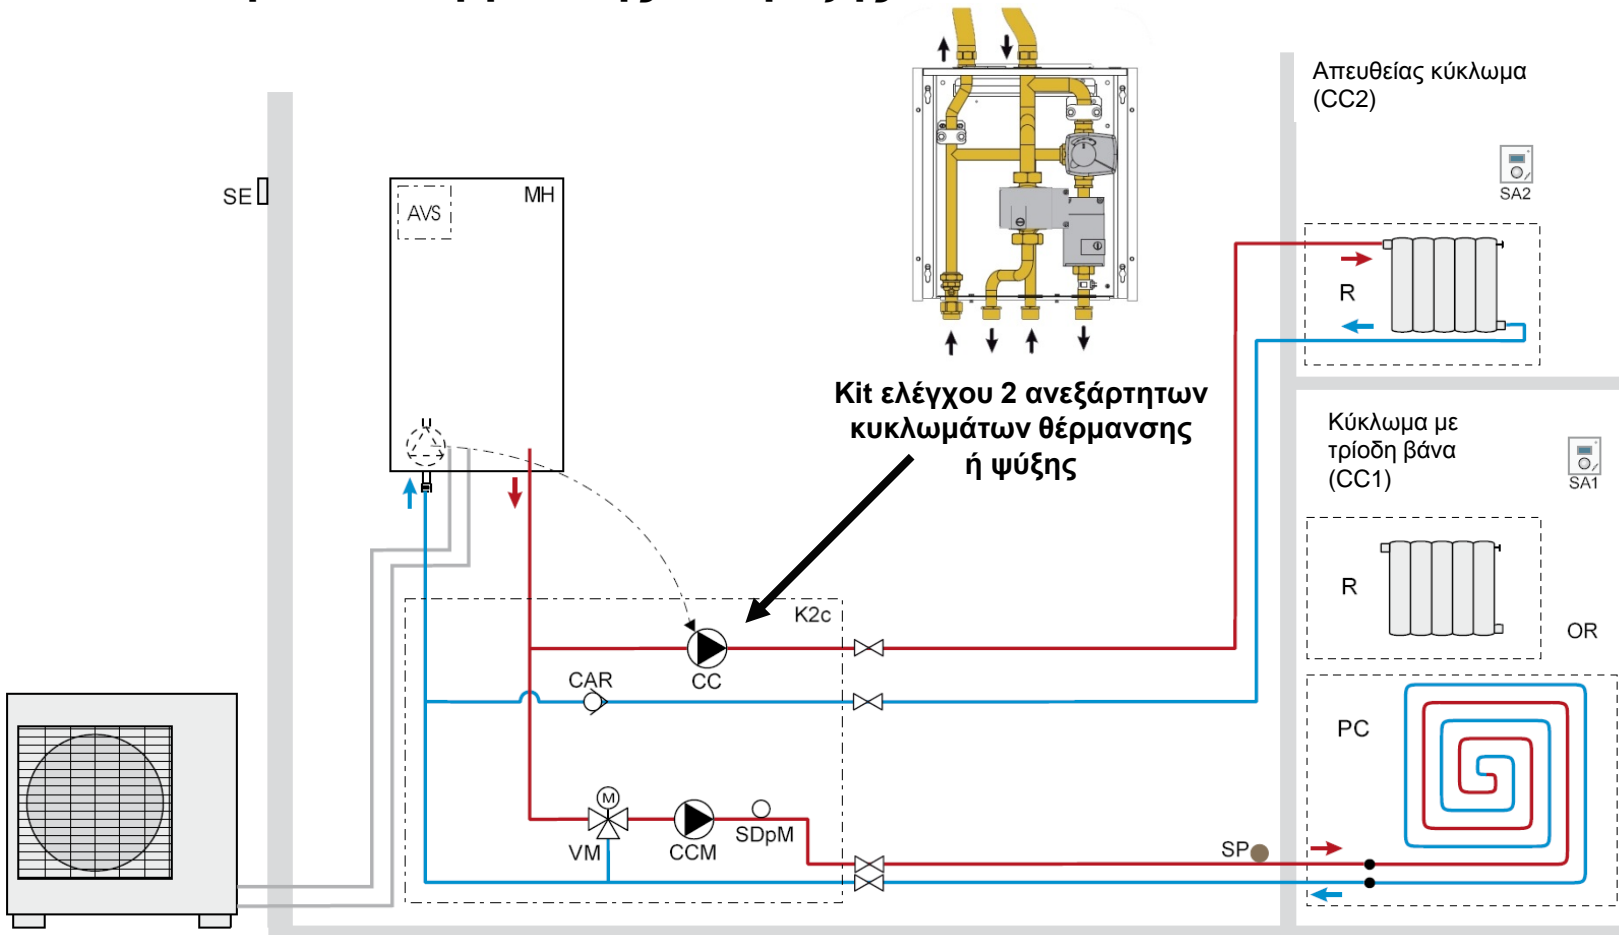 Απευθείας κύκλωμα
(CC2)
SE
AVS
MH
SA2
R
Kit ελέγχου 2 ανεξάρτητων
κυκλωμάτων θέρμανσης
ή ψύξης
Κύκλωμα με
τρίοδη βάνα
(CC1)
SA1
R
K2c
OR
CAR
CC
PC
M
VM
CCM
SDpM
SP